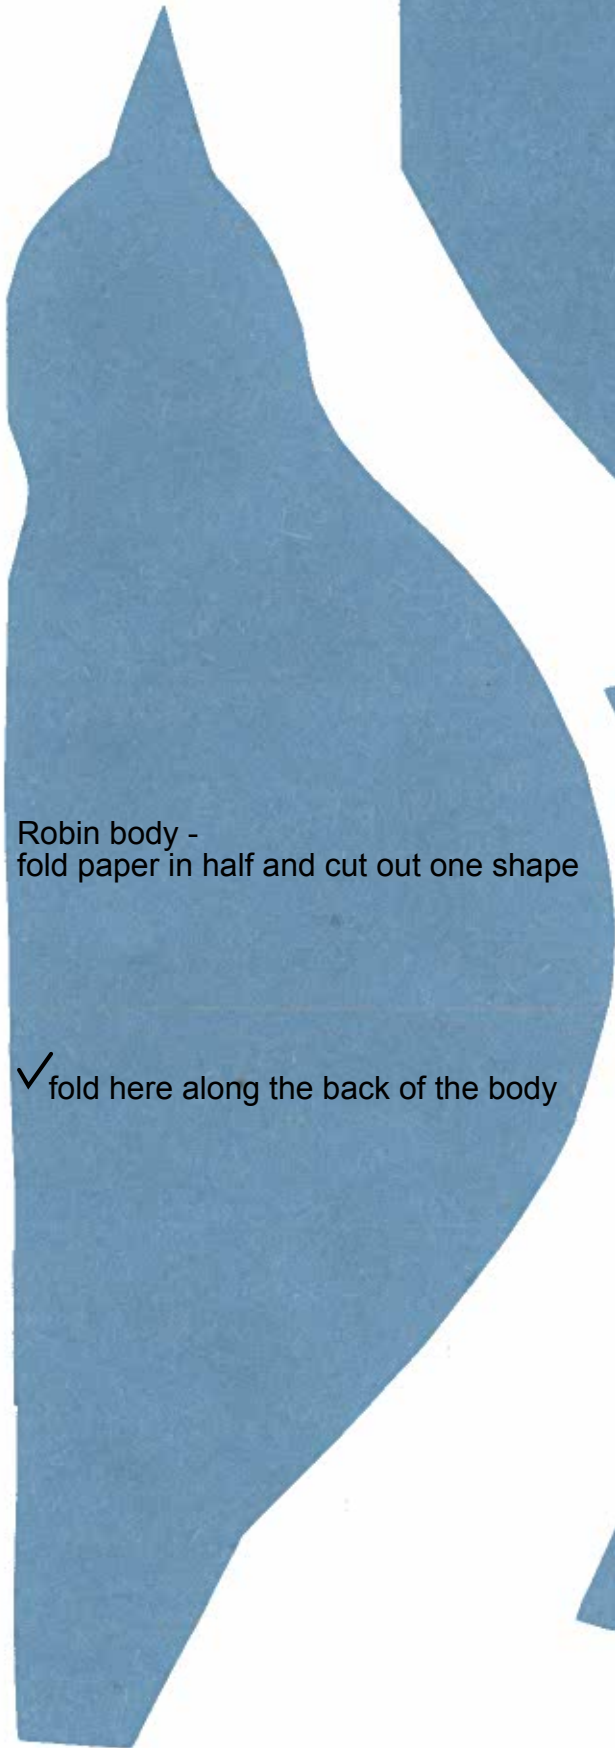 Robin body -
fold paper in half and cut out one shape
fold here along the back of the body